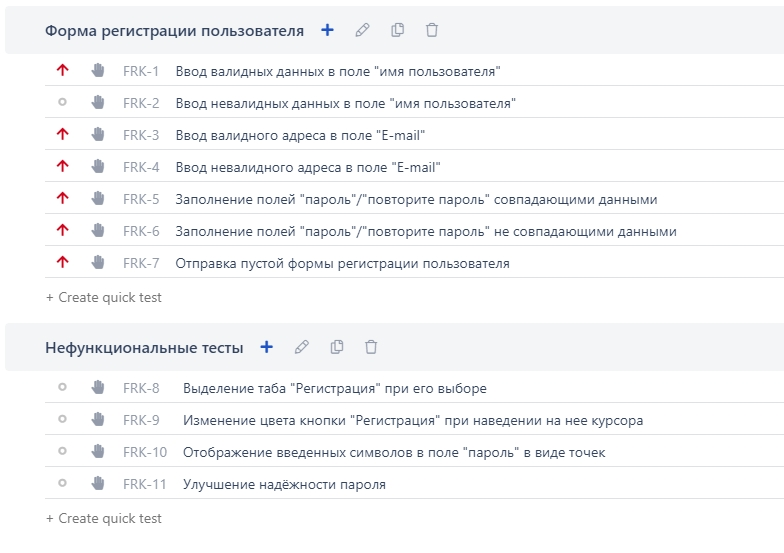 Форма регистрации пользователя
FRK-1 Ввод валидных данных в поле "имя пользователя"
FRK-2 Ввод невалидных данных в поле "имя пользователя"
FRK-3 Ввод валидного адреса в поле "E-mail"
FRK-4 Ввод невалидного адреса в поле "E-mail"
FRK-5 Заполнение полей "пароль"/"повторите пароль" совпадающими данными
FRK-6 Заполнение полей "пароль"/"повторите пароль" не совпадающими данными
FRK-7 Отправка пустой формы регистрации пользователя
+ Create quick test
Нефункциональные тесты
FRK-8 Выделение таба "Регистрация" при его выборе
FRK-9 Изменение цвета кнопки "Регистрация" при наведении на нее курсора
FRK-10 Отображение введенных символов в поле "пароль" в виде точек
FRK-11 Улучшение надёжности пароля
+ Create quick test